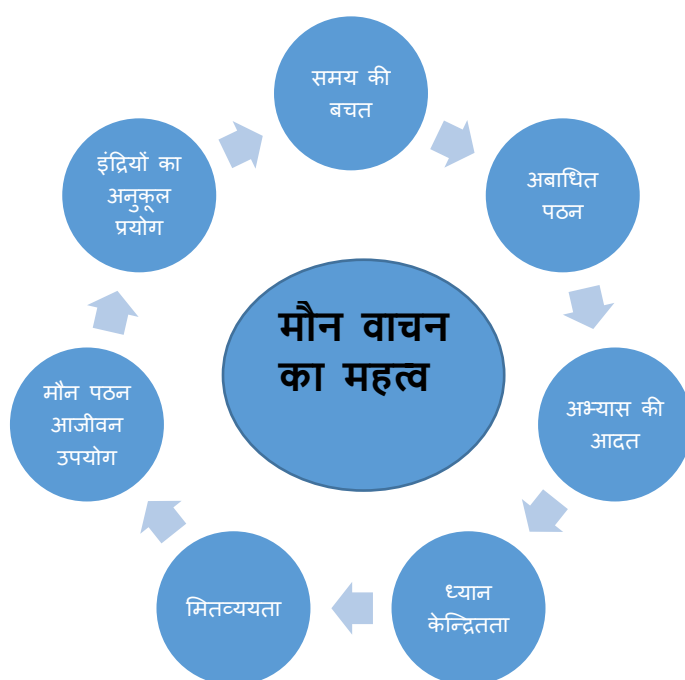 समय की
बचत
अबाधित
पठन
अभ्यास की
आदत
ध्यान
केन्द्रितता
मितव्ययता
मौन पठन
आजीवन
उपयोग
इंद्रियों का
अनुकूल
प्रयोग
मौन वाचन
का महत्व